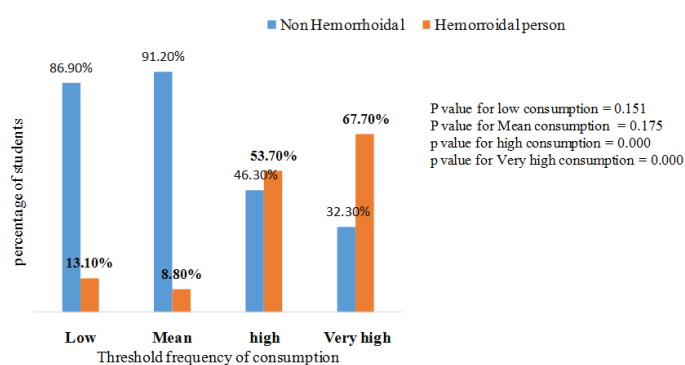 Non Hemorrhoidal Hemorroidal person
86.90% 91.20%
13.10% 8.80%
46.30% 53.70%
32.30% 67.70%
P value for low consumption = 0.151
P value for Mean consumption = 0.175
p value for high consumption = 0.000
p value for Very high consumption = 0.000
percentage of students
Low Mean high Very high
Threshold frequency of consumption